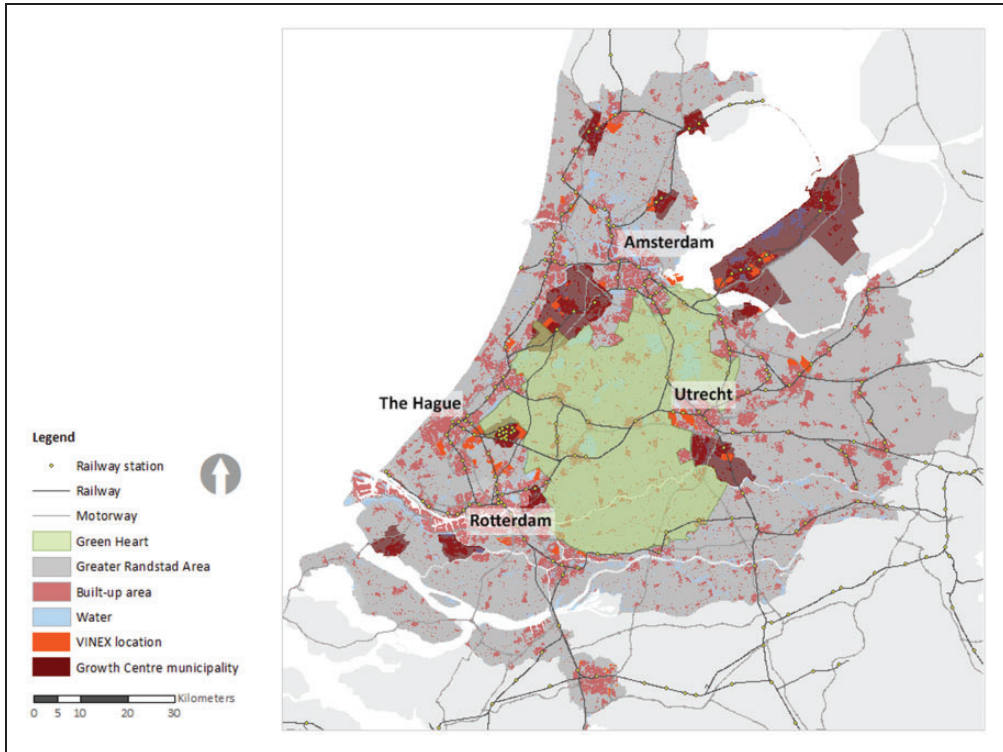 Amsterdam
The Hague
Utrecht
Rotterdam
Legend
Railway station
Railway
Motorway
Green Heart
Greater Randstad Area
Built-up area
Water
VINEX location
Growth Centre municipality
Kilometers
0 5 10 20 30